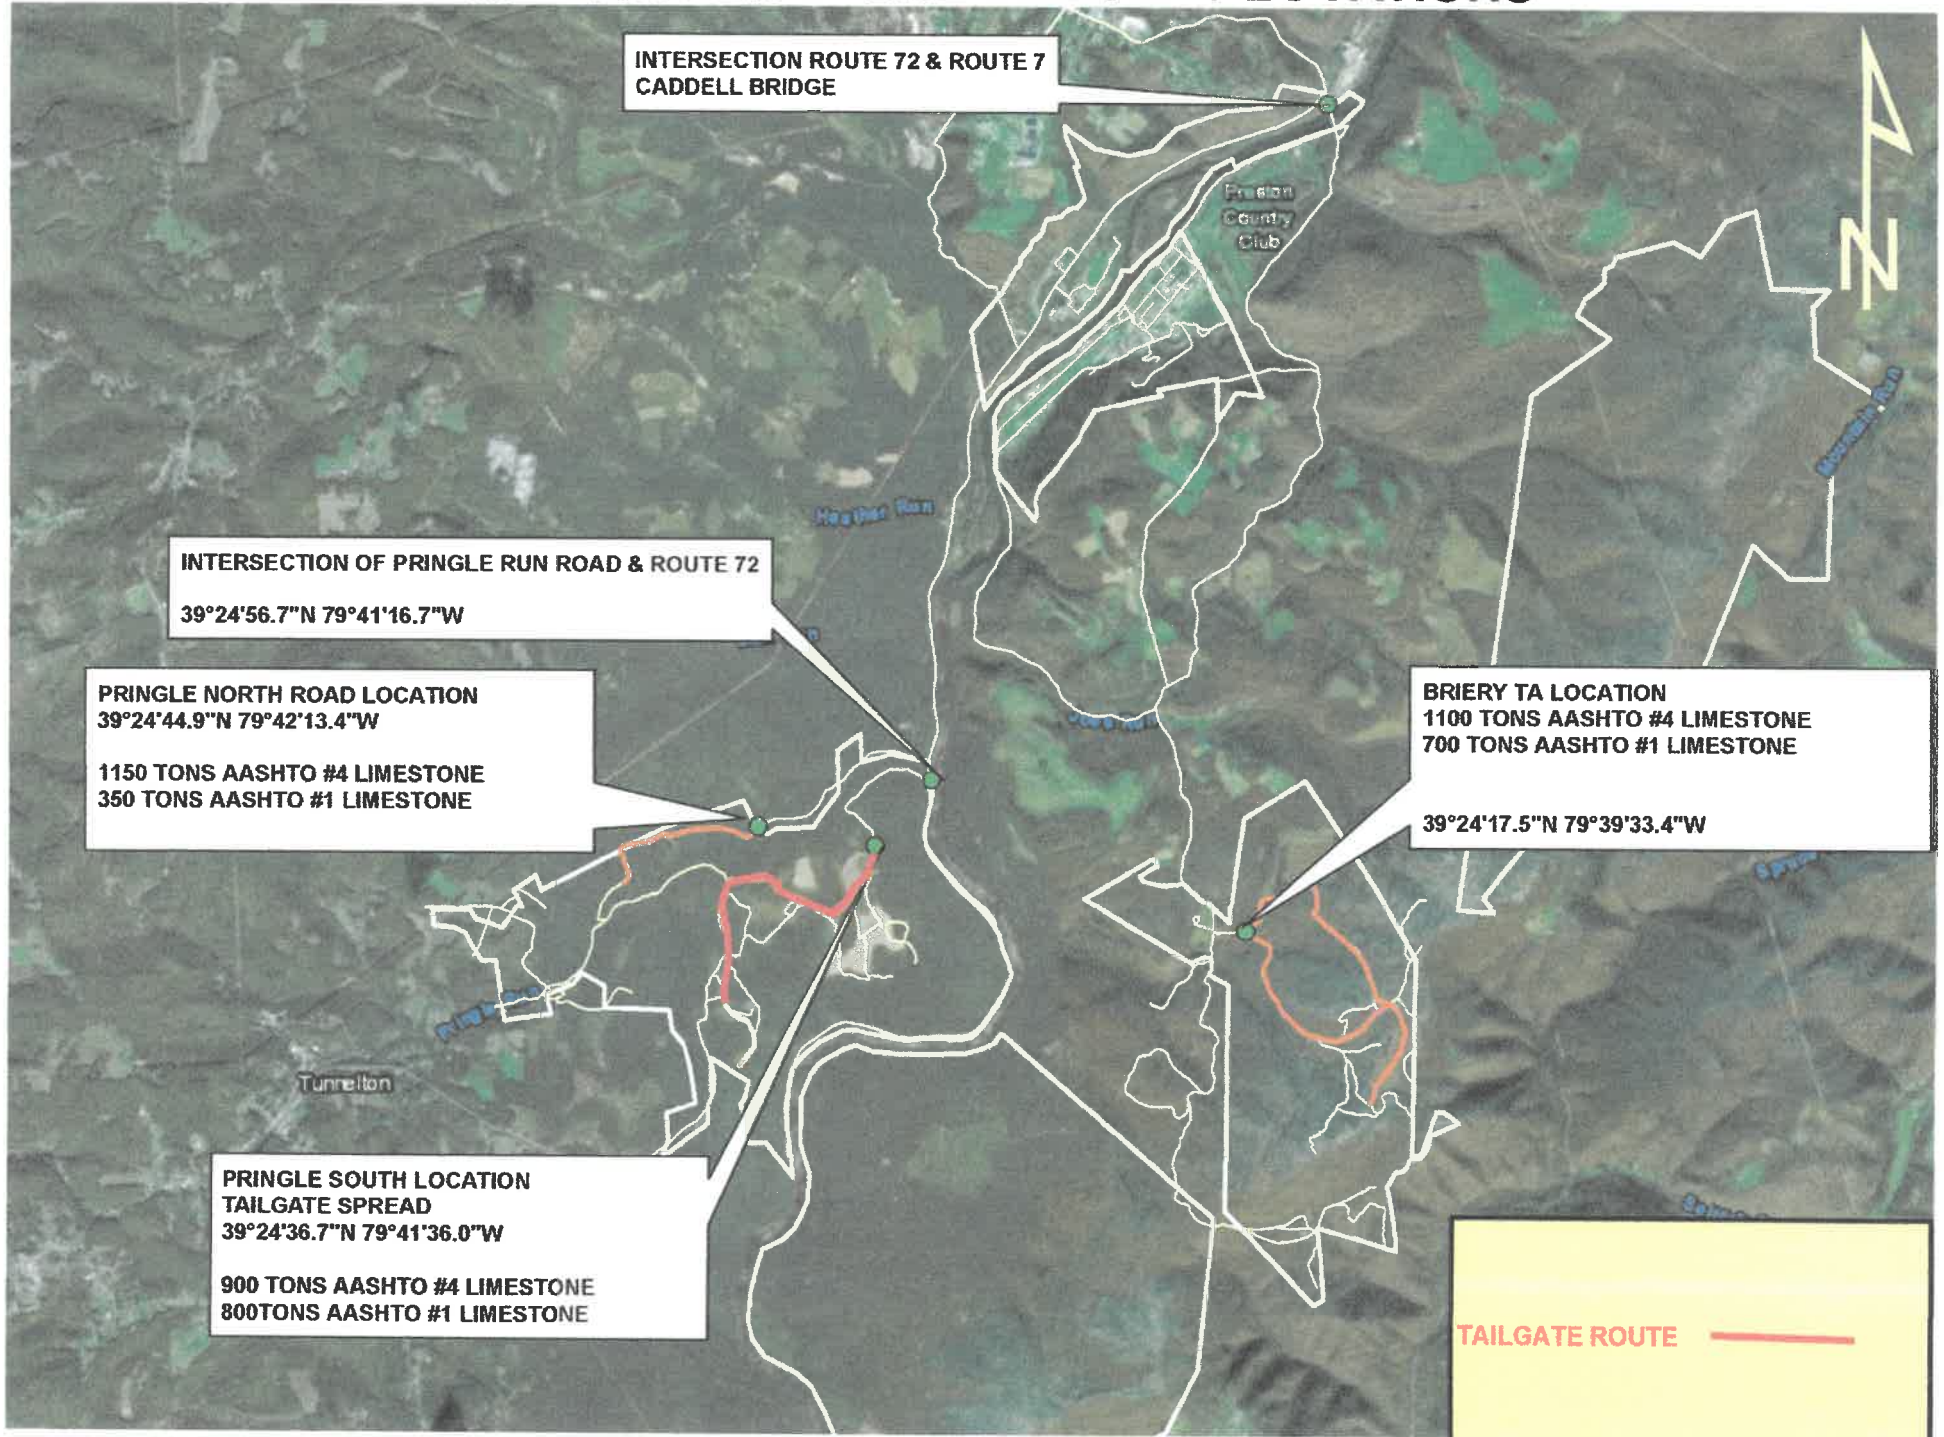 INTERSECTION ROUTE 72 & ROUTE 7
CADDELL BRIDGE
N
Preston
Country
Club
Mountain Run
Heather Run
INTERSECTION OF PRINGLE RUN ROAD & ROUTE 72
39°24'56.7"N 79°41'16.7"W
PRINGLE NORTH ROAD LOCATION
39°24'44.9"N 79°42'13.4"W
1150 TONS AASHTO #4 LIMESTONE
350 TONS AASHTO #1 LIMESTONE
BRIERY TA LOCATION
1100 TONS AASHTO #4 LIMESTONE
700 TONS AASHTO #1 LIMESTONE
39°24'17.5"N 79°39'33.4"W
Pringle Run
Tunnelton
PRINGLE SOUTH LOCATION
TAILGATE SPREAD
39°24'36.7"N 79°41'36.0"W
900 TONS AASHTO #4 LIMESTONE
800TONS AASHTO #1 LIMESTONE
TAILGATE ROUTE